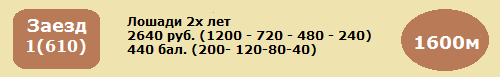 Заезд
1(610)
Лошади 2х лет
2640 руб. (1200 - 720 - 480 - 240)
440 бал. (200- 120-80-40)
1600м